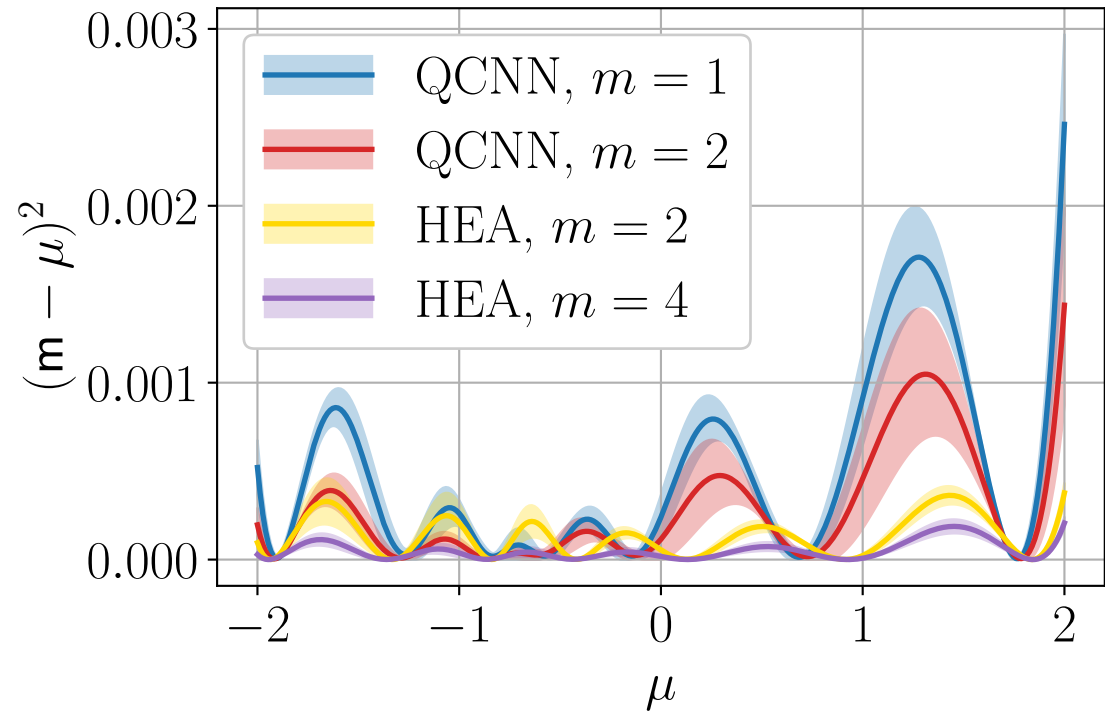 0.003
0.002
0.001
0.000
(m − μ)²
QCNN, m = 1
QCNN, m = 2
HEA, m = 2
HEA, m = 4
−2 −1 0 1 2
μ